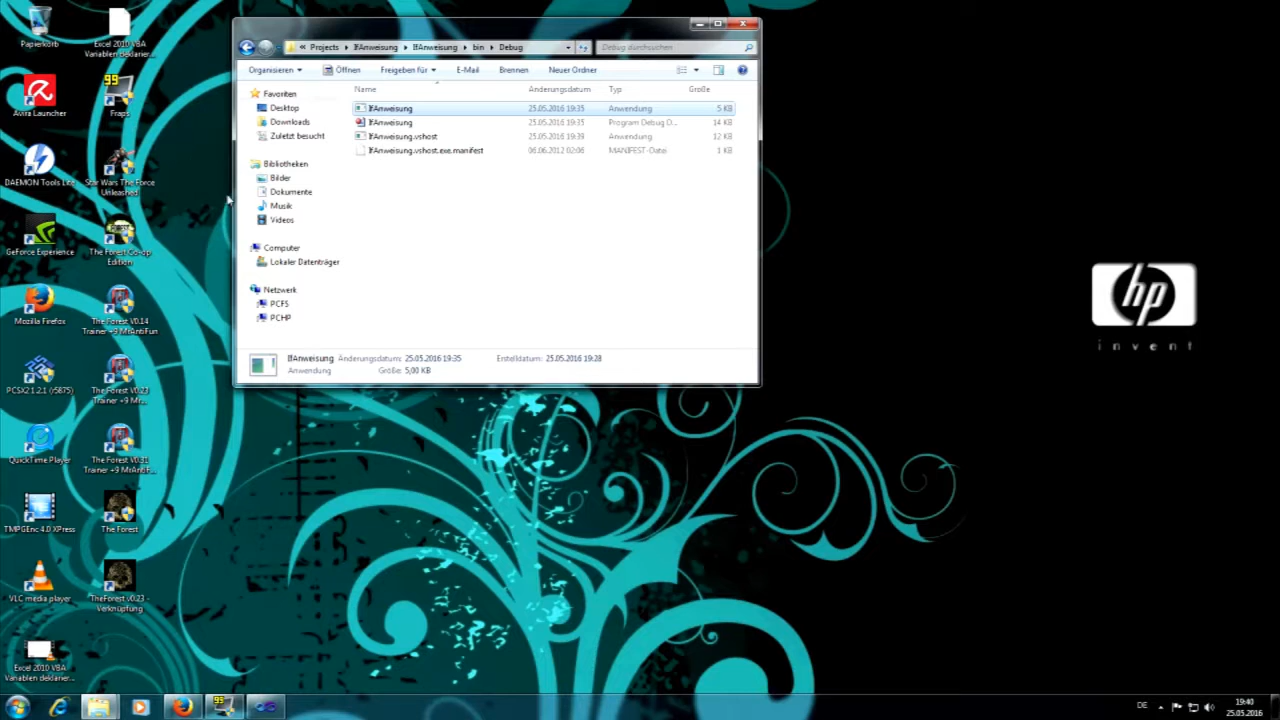 Papierkorb
Excel 2010 VBA
Variablen deklarier...
Avira Launcher
99
Fraps
DAEMON Tools Lite
Star Wars The Force
Unleashed
GeForce Experience
The Forest Co-op
Edition
Mozilla Firefox
The Forest V0.14
Trainer +9 MrAntiFun
PCSX2 1.2.1 (r5875)
The Forest V0.23
Trainer +9 Mr...
QuickTime Player
The Forest V0.31
Trainer +9 MrAntiF...
TMPGEnc 4.0 XPress
The Forest
VLC media player
TheForest v0.23 -
Verknüpfung
Excel 2010 VBA
Variablen deklarier...
« Projects IfAnweisung IfAnweisung bin Debug
Debug durchsuchen
Organisieren Öffnen Freigeben für E-Mail Brennen Neuer Ordner
Favoriten
Desktop
Downloads
Zuletzt besucht
Bibliotheken
Bilder
Dokumente
Musik
Videos
Computer
Lokaler Datenträger
Netzwerk
PCFS
PCHP
Name Änderungsdatum Typ Größe
IfAnweisung 25.05.2016 19:35 Anwendung 5 KB
IfAnweisung 25.05.2016 19:35 Program Debug D... 14 KB
IfAnweisung.vshost 25.05.2016 19:39 Anwendung 12 KB
IfAnweisung.vshost.exe.manifest 06.06.2012 02:06 MANIFEST-Datei 1 KB
IfAnweisung Änderungsdatum: 25.05.2016 19:35 Erstelldatum: 25.05.2016 19:28
Anwendung Größe: 5,00 KB
hp
invent
99
DE
19:40
25.05.2016